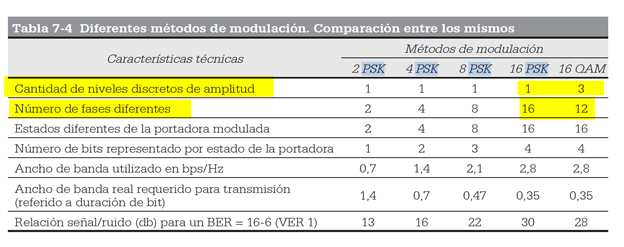 Tabla 7-4 Diferentes métodos de modulación. Comparación entre los mismos
Características técnicas
Métodos de modulación
2 PSK 4 PSK 8 PSK 16 PSK 16 QAM
Cantidad de niveles discretos de amplitud 1 1 1 1 3
Número de fases diferentes 2 4 8 16 12
Estados diferentes de la portadora modulada 2 4 8 16 16
Número de bits representado por estado de la portadora 1 2 3 4 4
Ancho de banda utilizado en bps/Hz 0,7 1,4 2,1 2,8 2,8
Ancho de banda real requerido para transmisión
(referido a duración de bit) 1,4 0,7 0,47 0,35 0,35
Relación señal/ruido (db) para un BER = 16-6 (VER 1) 13 16 22 30 28